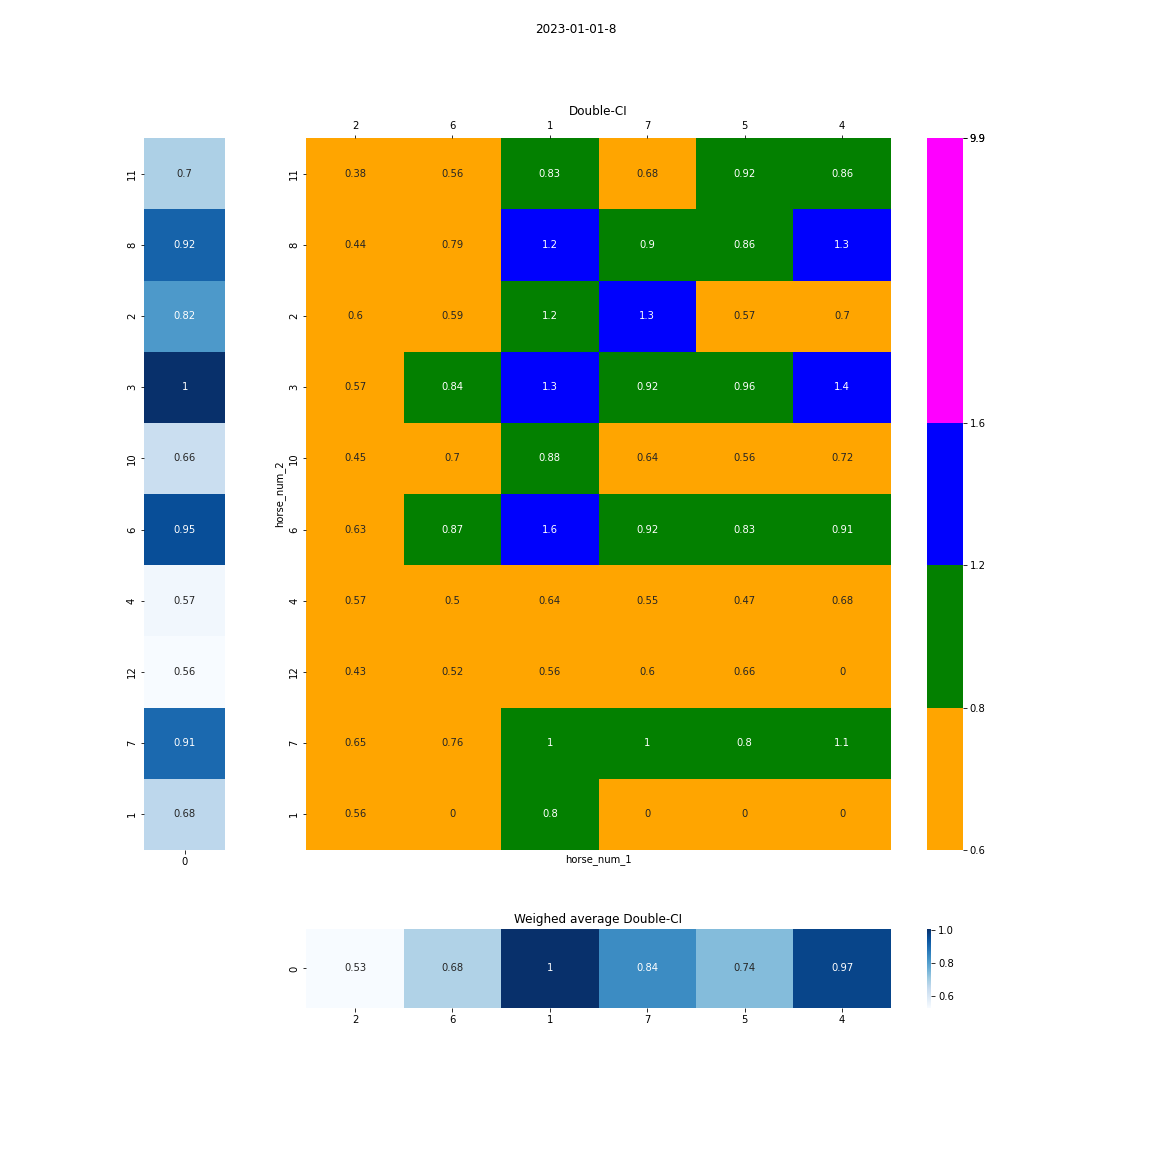 2023-01-01-8
Double-CI
2 6 1 7 5 4
9.9
11 0.7 11 0.38 0.56 0.83 0.68 0.92 0.86
8 0.92 8 0.44 0.79 1.2 0.9 0.86 1.3
2 0.82 2 0.6 0.59 1.2 1.3 0.57 0.7
3 1 3 0.57 0.84 1.3 0.92 0.96 1.4
1.6
10 0.66 10 0.45 0.7 0.88 0.64 0.56 0.72
horse_num_2
6 0.95 6 0.63 0.87 1.6 0.92 0.83 0.91
1.2
4 0.57 4 0.57 0.5 0.64 0.55 0.47 0.68
12 0.56 12 0.43 0.52 0.56 0.6 0.66 0
0.8
7 0.91 7 0.65 0.76 1 1 0.8 1.1
1 0.68 1 0.56 0 0.8 0 0 0
0.6
0 horse_num_1
Weighed average Double-CI
1.0
0.8
0 0.53 0.68 1 0.84 0.74 0.97
0.6
2 6 1 7 5 4